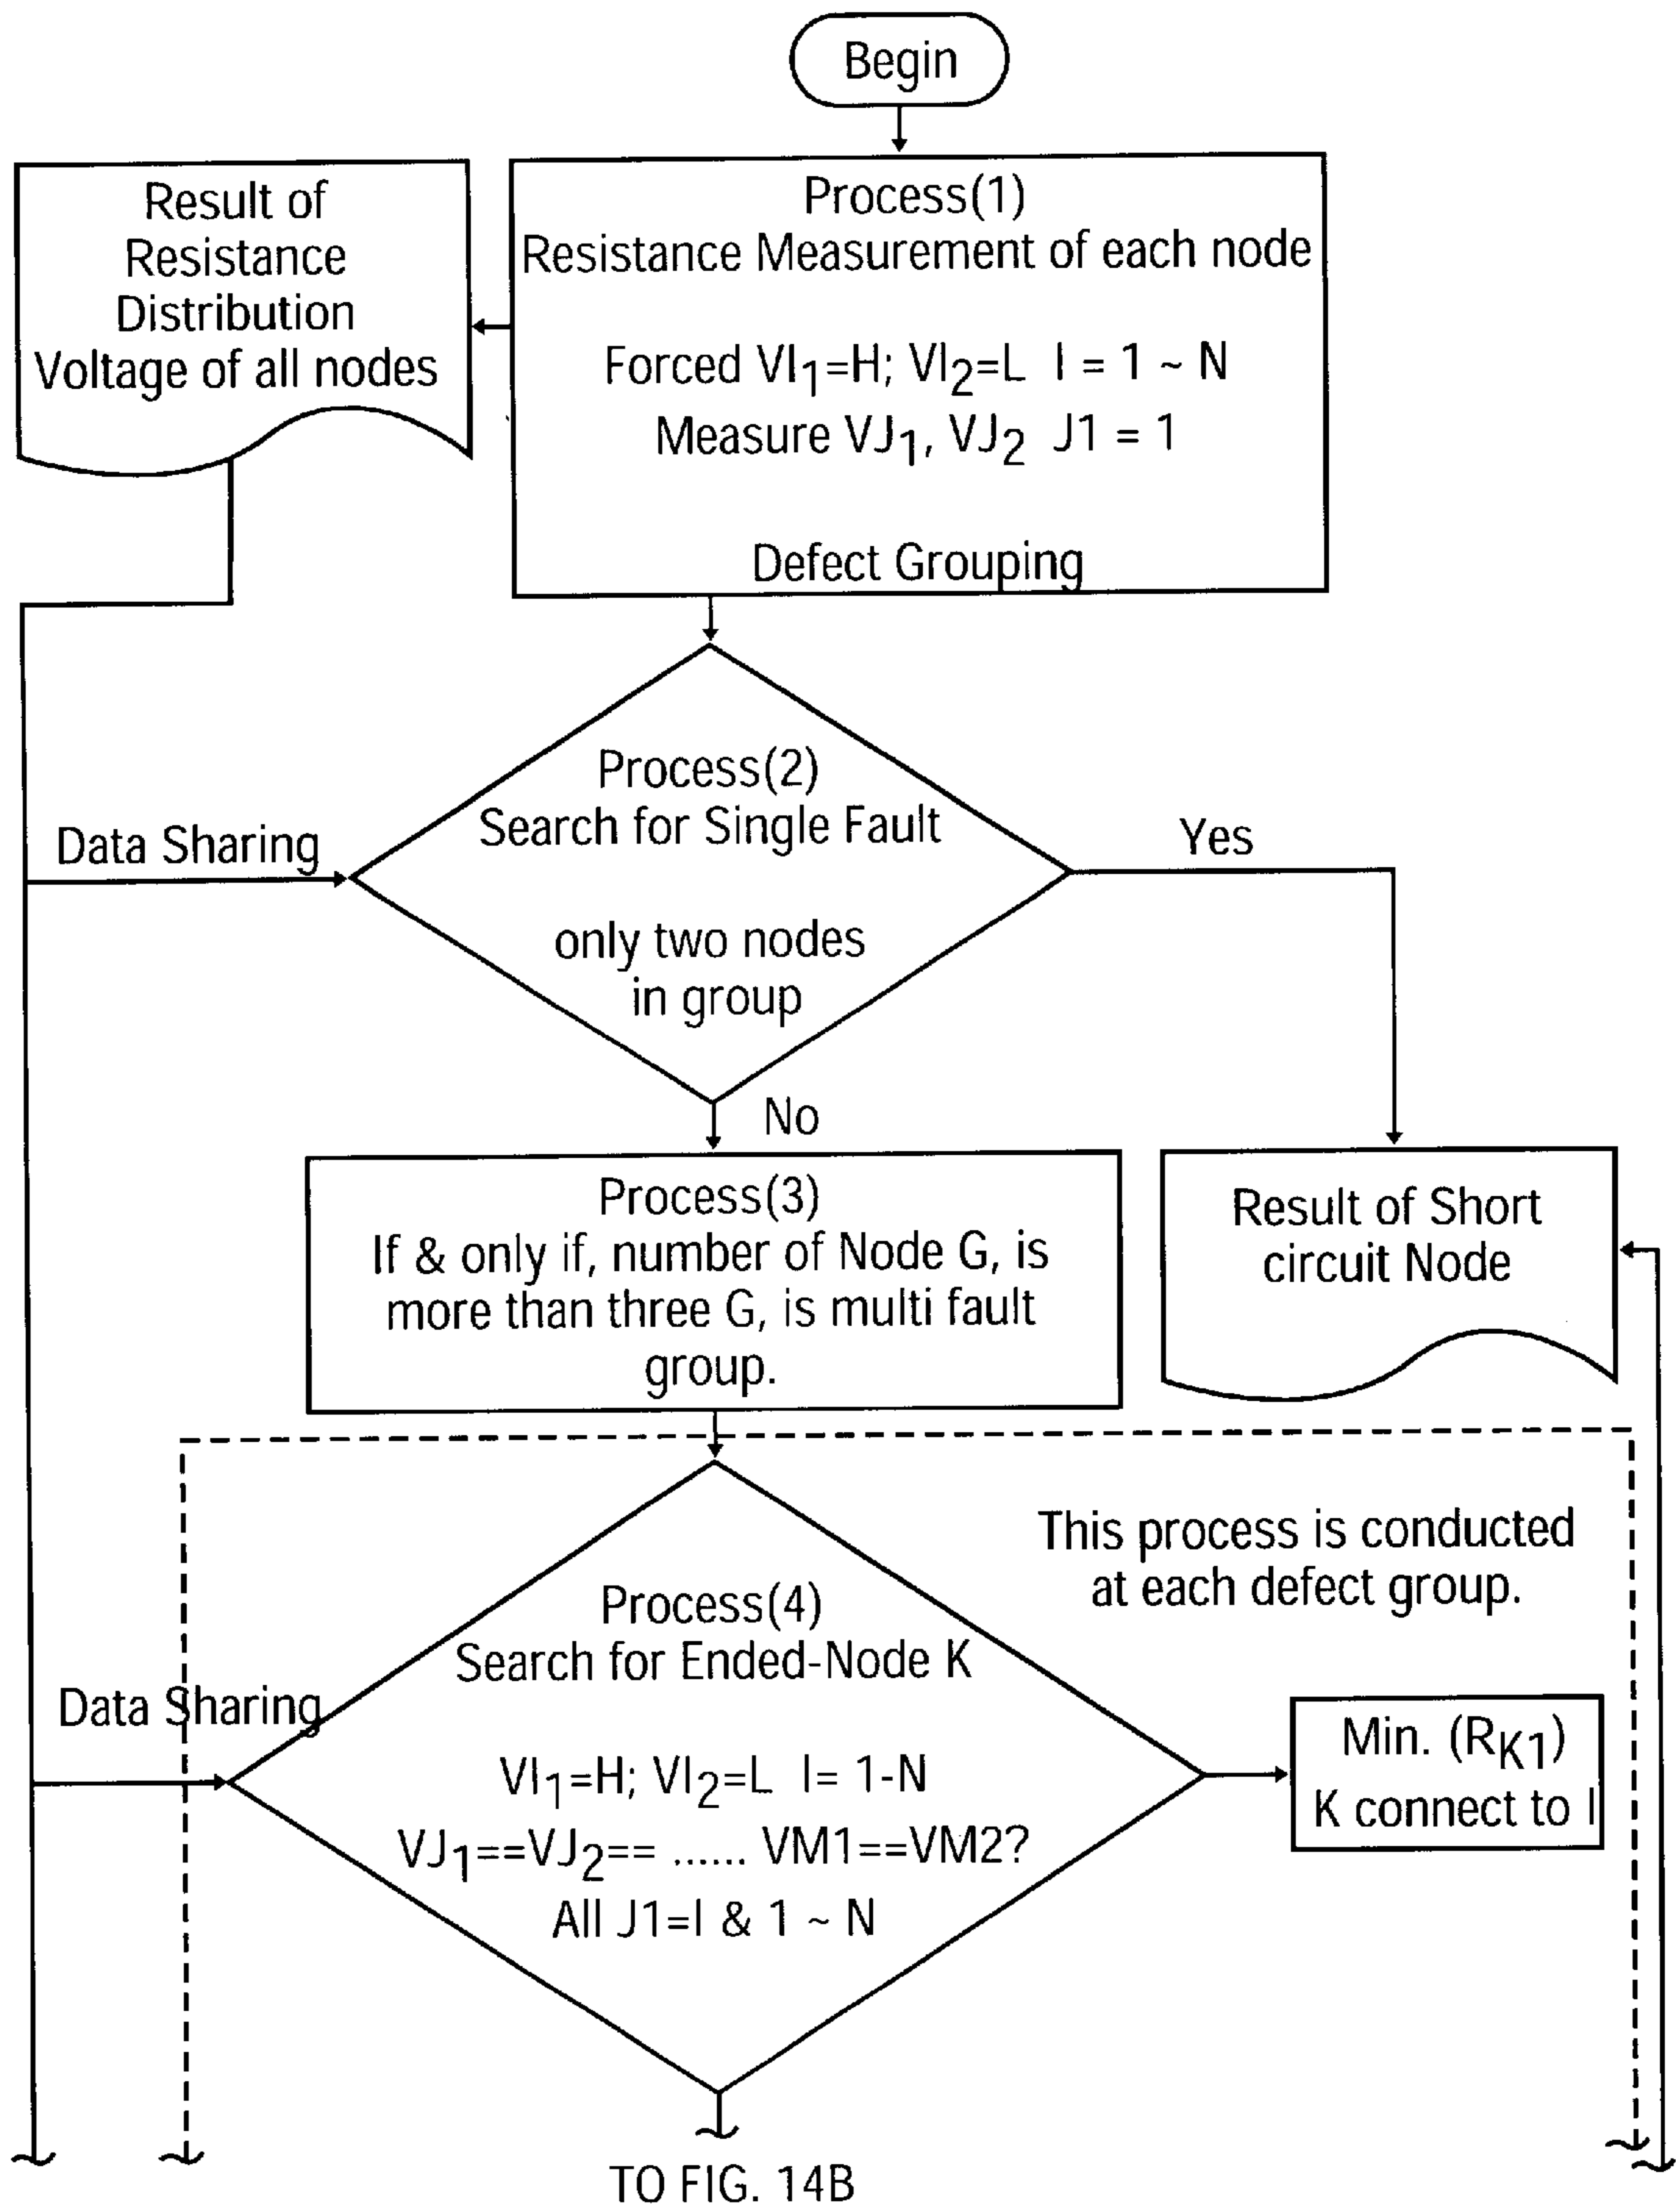 Begin
Result of
Resistance
Distribution
Voltage of all nodes
Process(1)
Resistance Measurement of each node
Forced VI1=H; VI2=L I = 1 ~ N
Measure VJ1, VJ2 J1 = 1
Defect Grouping
Process(2)
Search for Single Fault
only two nodes
in group
Data Sharing
Yes
No
Process(3)
If & only if, number of Node G, is
more than three G, is multi fault
group.
Result of Short
circuit Node
This process is conducted
at each defect group.
Process(4)
Search for Ended-Node K
VI1=H; VI2=L I= 1-N
VJ1==VJ2== ...... VM1==VM2?
All J1=I & 1 ~ N
Data Sharing
Min. (RK1)
K connect to I
TO FIG. 14B